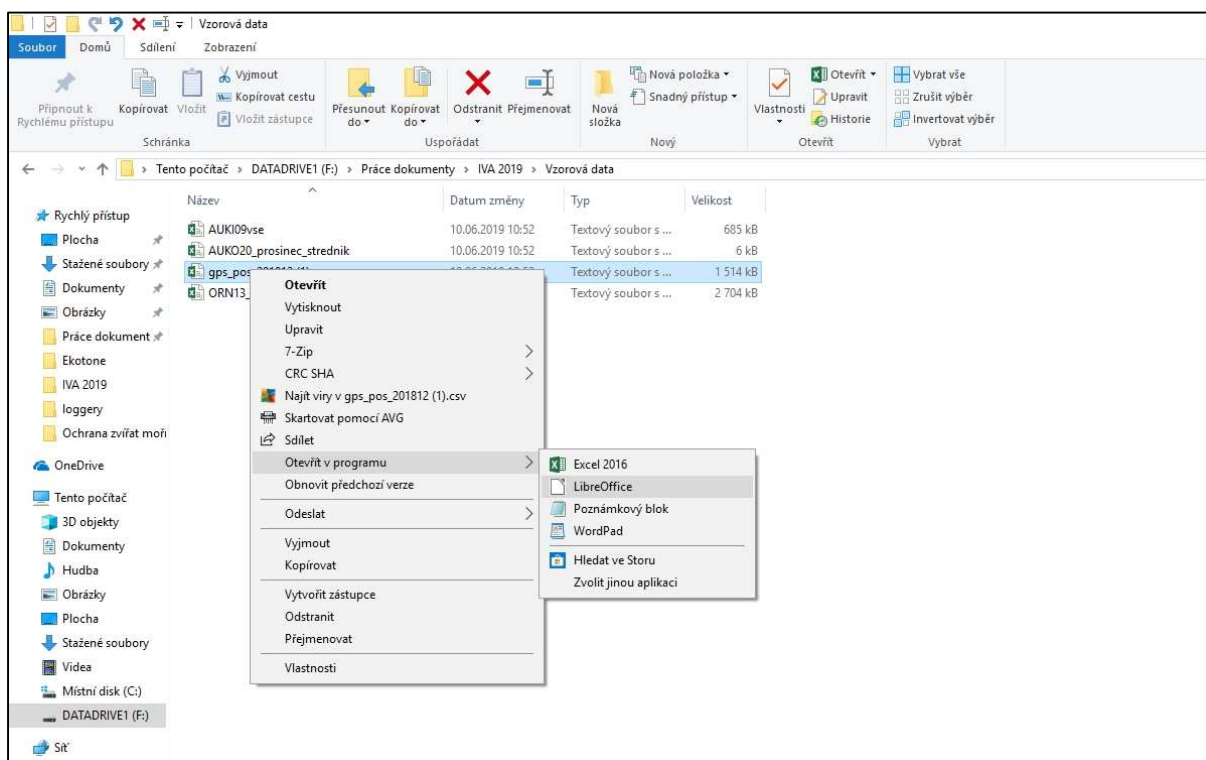 Vzorová data
Soubor Domů Sdílení Zobrazení
Připnout k Rychlému přístupu
Kopírovat
Vložit
Vyjmout
Kopírovat cestu
Vložit zástupce
Schránka
Přesunout do
Kopírovat do
Odstranit
Přejmenovat
Uspořádat
Nová složka
Nová položka
Snadný přístup
Nový
Vlastnosti
Otevřít
Upravit
Historie
Otevřít
Vybrat vše
Zrušit výběr
Invertovat výběr
Vybrat
Tento počítač › DATADRIVE1 (F:) › Práce dokumenty › IVA 2019 › Vzorová data
Rychlý přístup
Plocha
Stažené soubory
Dokumenty
Obrázky
Práce dokument
Ekotone
IVA 2019
loggery
Ochrana zvířat moři
OneDrive
Tento počítač
3D objekty
Dokumenty
Hudba
Obrázky
Plocha
Stažené soubory
Videa
Místní disk (C:)
DATADRIVE1 (F:)
Síť
Název Datum změny Typ Velikost
AUKI09vse 10.06.2019 10:52 Textový soubor s ... 685 kB
AUKO20_prosinec_strednik 10.06.2019 10:52 Textový soubor s ... 6 kB
gps_pos Textový soubor s ... 1 514 kB
ORN13_ Textový soubor s ... 2 704 kB
Otevřít
Vytisknout
Upravit
7-Zip
CRC SHA
Najít viry v gps_pos_201812 (1).csv
Skartovat pomocí AVG
Sdílet
Otevřít v programu
Obnovit předchozí verze
Odeslat
Vyjmout
Kopírovat
Vytvořit zástupce
Odstranit
Přejmenovat
Vlastnosti
Excel 2016
LibreOffice
Poznámkový blok
WordPad
Hledat ve Storu
Zvolit jinou aplikaci